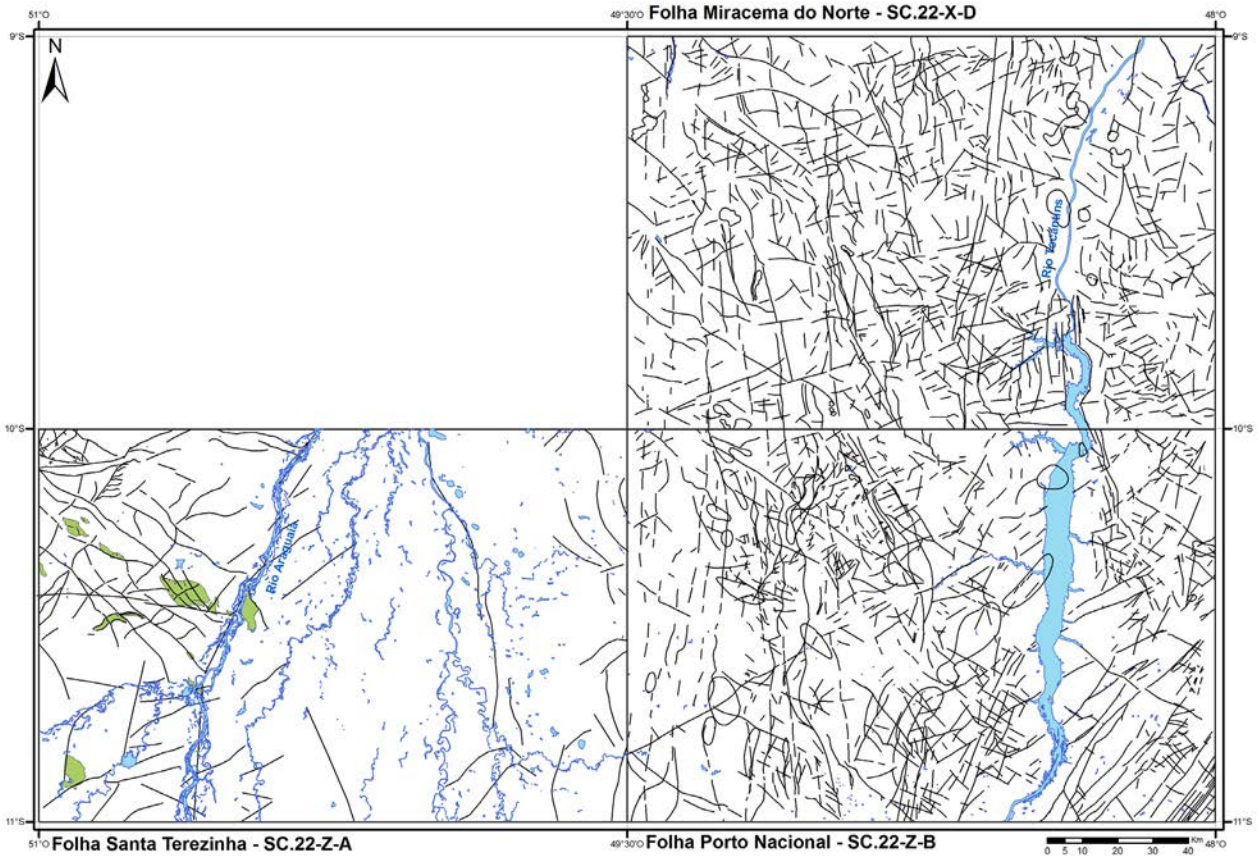 Folha Miracema do Norte - SC.22-X-D
51°O
49°30'O
48°O
9°S
9°S
N
Rio Tocantins
10°S
10°S
Rio Araguaia
11°S
11°S
51°O
Folha Santa Terezinha - SC.22-Z-A
49°30'O
Folha Porto Nacional - SC.22-Z-B
48°O
Km
0 5 10 20 30 40